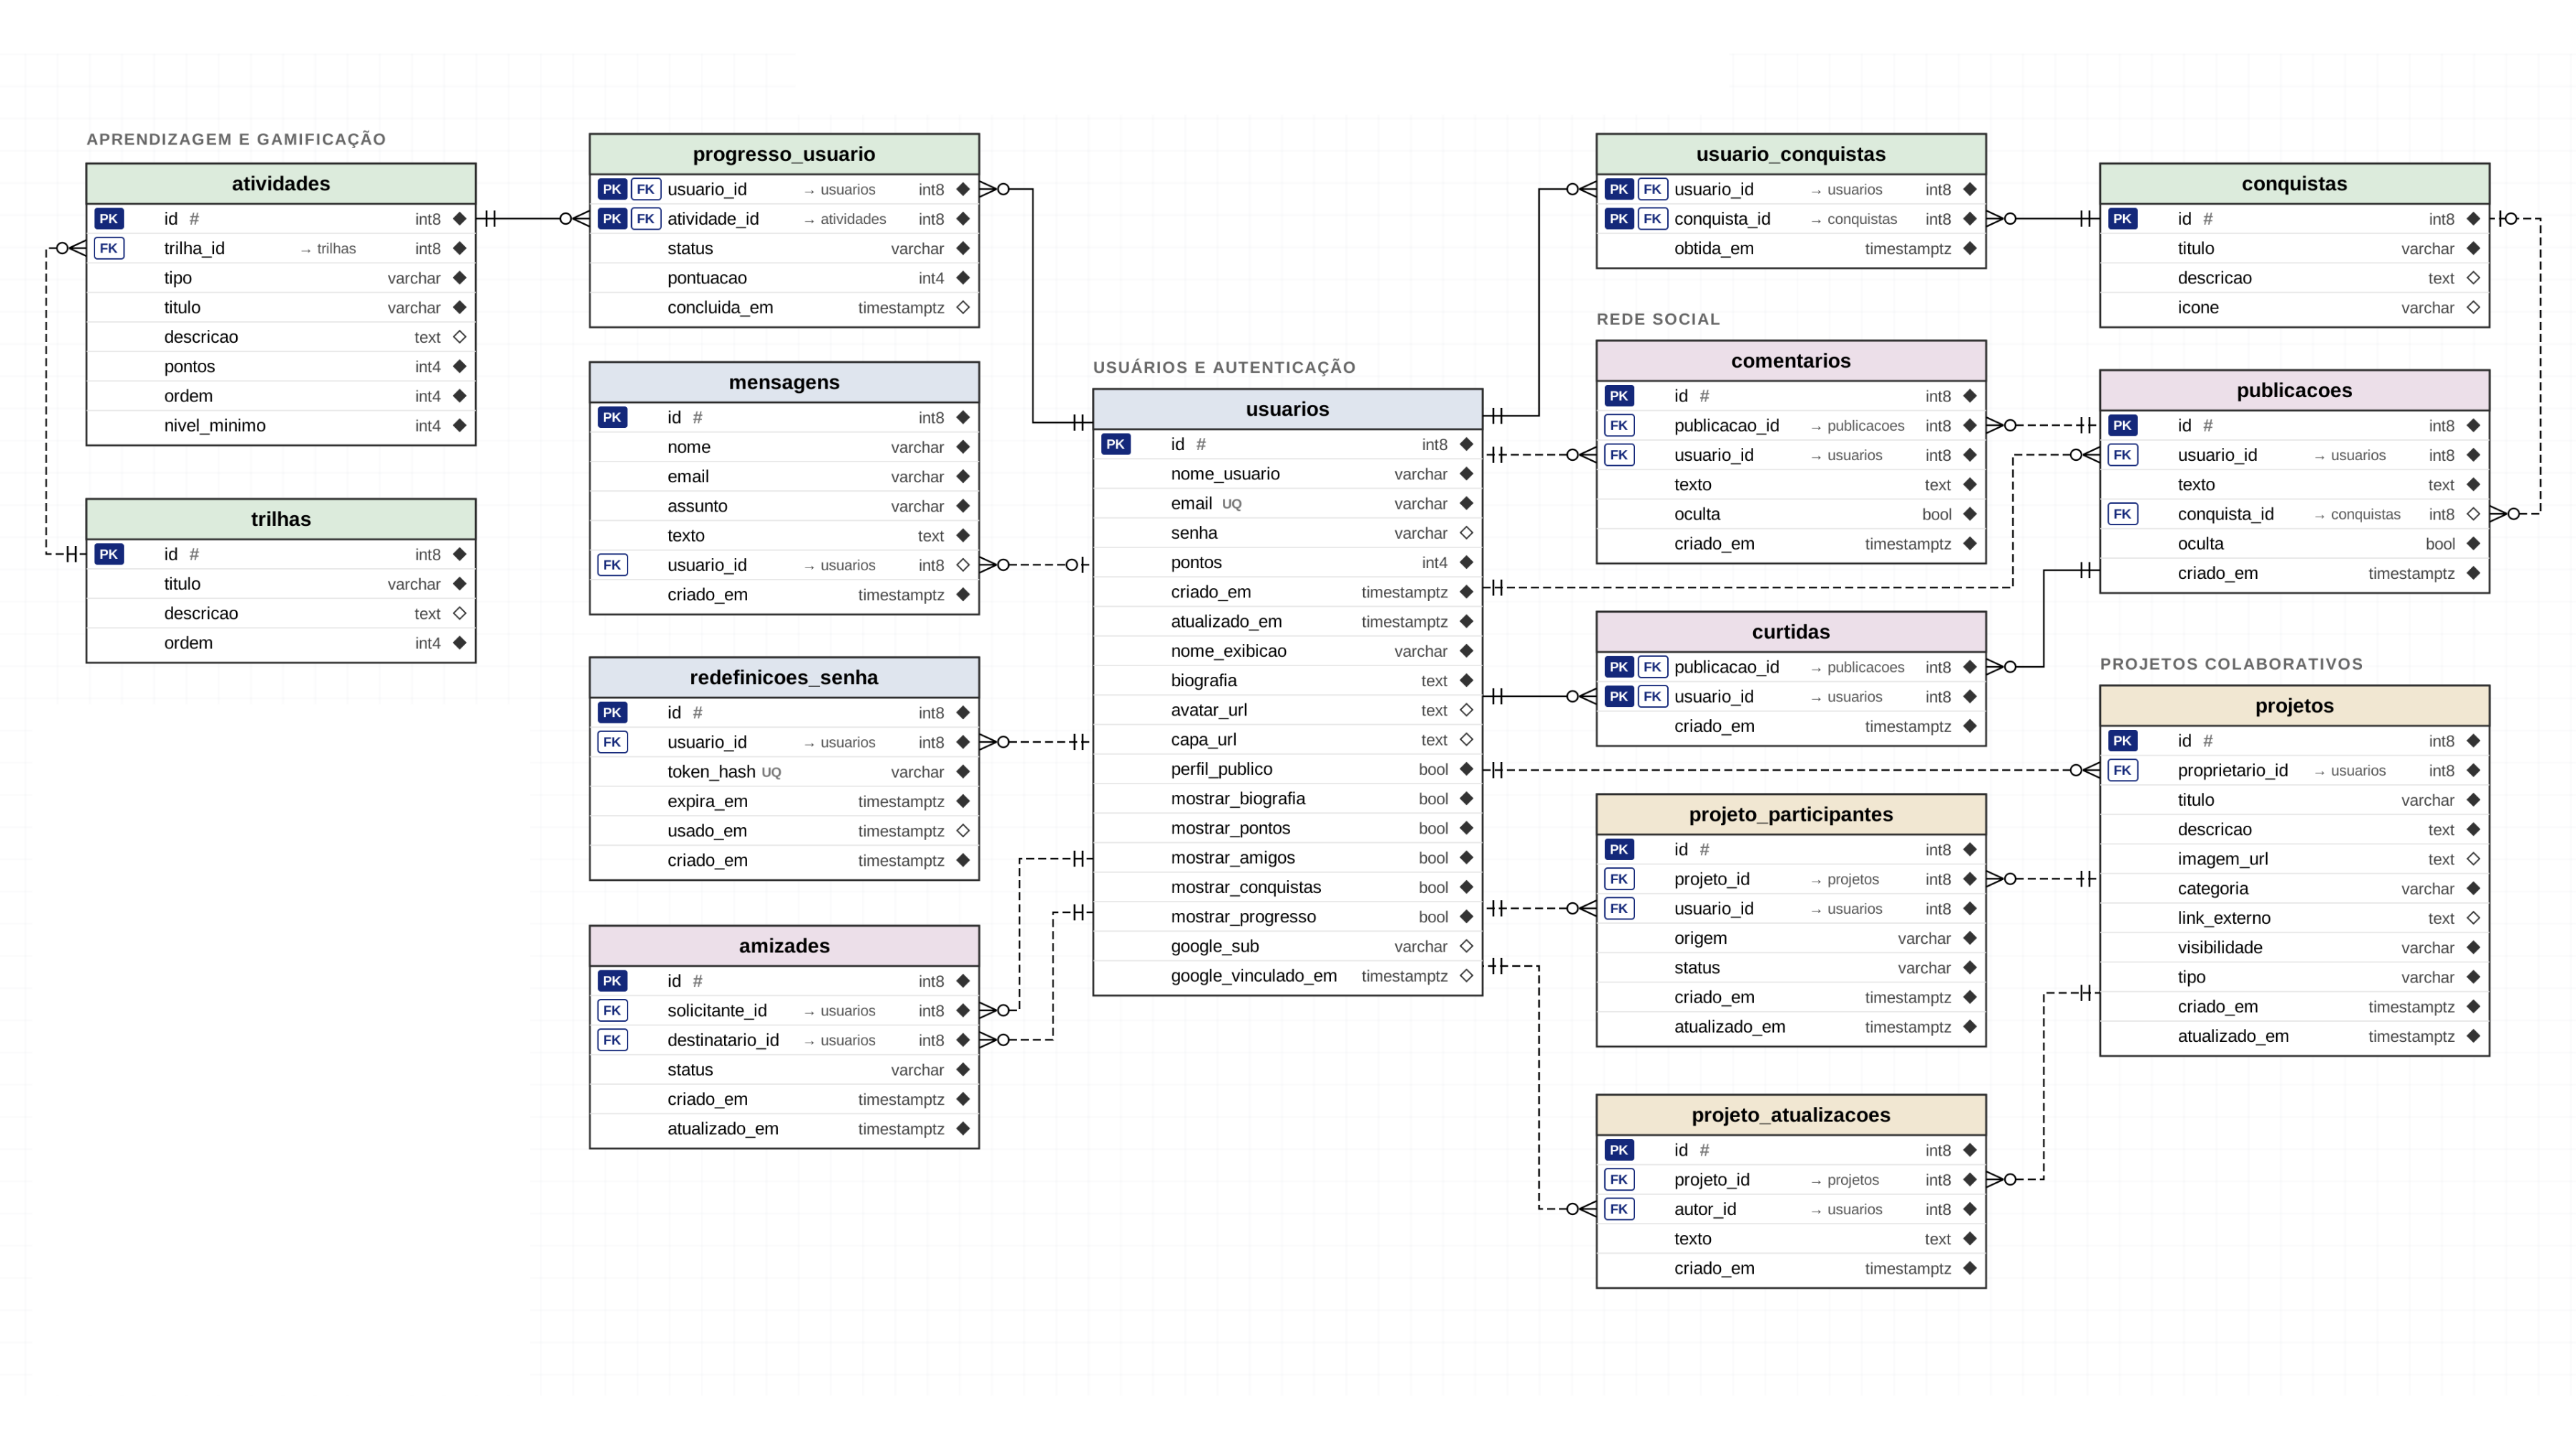 APRENDIZAGEM E GAMIFICAÇÃO
atividades
PK id # int8
FK trilha_id → trilhas int8
tipo varchar
titulo varchar
descricao text
pontos int4
ordem int4
nivel_minimo int4
trilhas
PK id # int8
titulo varchar
descricao text
ordem int4
progresso_usuario
PK FK usuario_id → usuarios int8
PK FK atividade_id → atividades int8
status varchar
pontuacao int4
concluida_em timestamptz
mensagens
PK id # int8
nome varchar
email varchar
assunto varchar
texto text
FK usuario_id → usuarios int8
criado_em timestamptz
redefinicoes_senha
PK id # int8
FK usuario_id → usuarios int8
token_hash UQ varchar
expira_em timestamptz
usado_em timestamptz
criado_em timestamptz
amizades
PK id # int8
FK solicitante_id → usuarios int8
FK destinatario_id → usuarios int8
status varchar
criado_em timestamptz
atualizado_em timestamptz
USUÁRIOS E AUTENTICAÇÃO
usuarios
PK id # int8
nome_usuario varchar
email UQ varchar
senha varchar
pontos int4
criado_em timestamptz
atualizado_em timestamptz
nome_exibicao varchar
biografia text
avatar_url text
capa_url text
perfil_publico bool
mostrar_biografia bool
mostrar_pontos bool
mostrar_amigos bool
mostrar_conquistas bool
mostrar_progresso bool
google_sub varchar
google_vinculado_em timestamptz
usuario_conquistas
PK FK usuario_id → usuarios int8
PK FK conquista_id → conquistas int8
obtida_em timestamptz
REDE SOCIAL
comentarios
PK id # int8
FK publicacao_id → publicacoes int8
FK usuario_id → usuarios int8
texto text
oculta bool
criado_em timestamptz
curtidas
PK FK publicacao_id → publicacoes int8
PK FK usuario_id → usuarios int8
criado_em timestamptz
projeto_participantes
PK id # int8
FK projeto_id → projetos int8
FK usuario_id → usuarios int8
origem varchar
status varchar
criado_em timestamptz
atualizado_em timestamptz
projeto_atualizacoes
PK id # int8
FK projeto_id → projetos int8
FK autor_id → usuarios int8
texto text
criado_em timestamptz
conquistas
PK id # int8
titulo varchar
descricao text
icone varchar
publicacoes
PK id # int8
FK usuario_id → usuarios int8
texto text
FK conquista_id → conquistas int8
oculta bool
criado_em timestamptz
PROJETOS COLABORATIVOS
projetos
PK id # int8
FK proprietario_id → usuarios int8
titulo varchar
descricao text
imagem_url text
categoria varchar
link_externo text
visibilidade varchar
tipo varchar
criado_em timestamptz
atualizado_em timestamptz